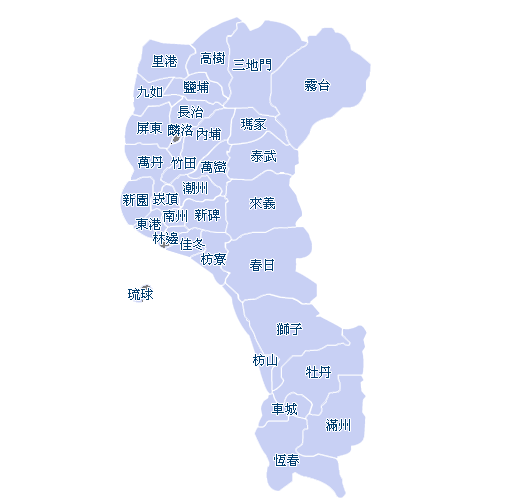 高樹
里港
三地門
霧台
鹽埔
九如
長治
瑪家
屏東
麟洛
內埔
泰武
萬丹
竹田
萬巒
潮州
新園
崁頂
來義
南州
新碑
東港
林邊
佳冬
枋寮
春日
琉球
獅子
枋山
牡丹
車城
滿州
恆春